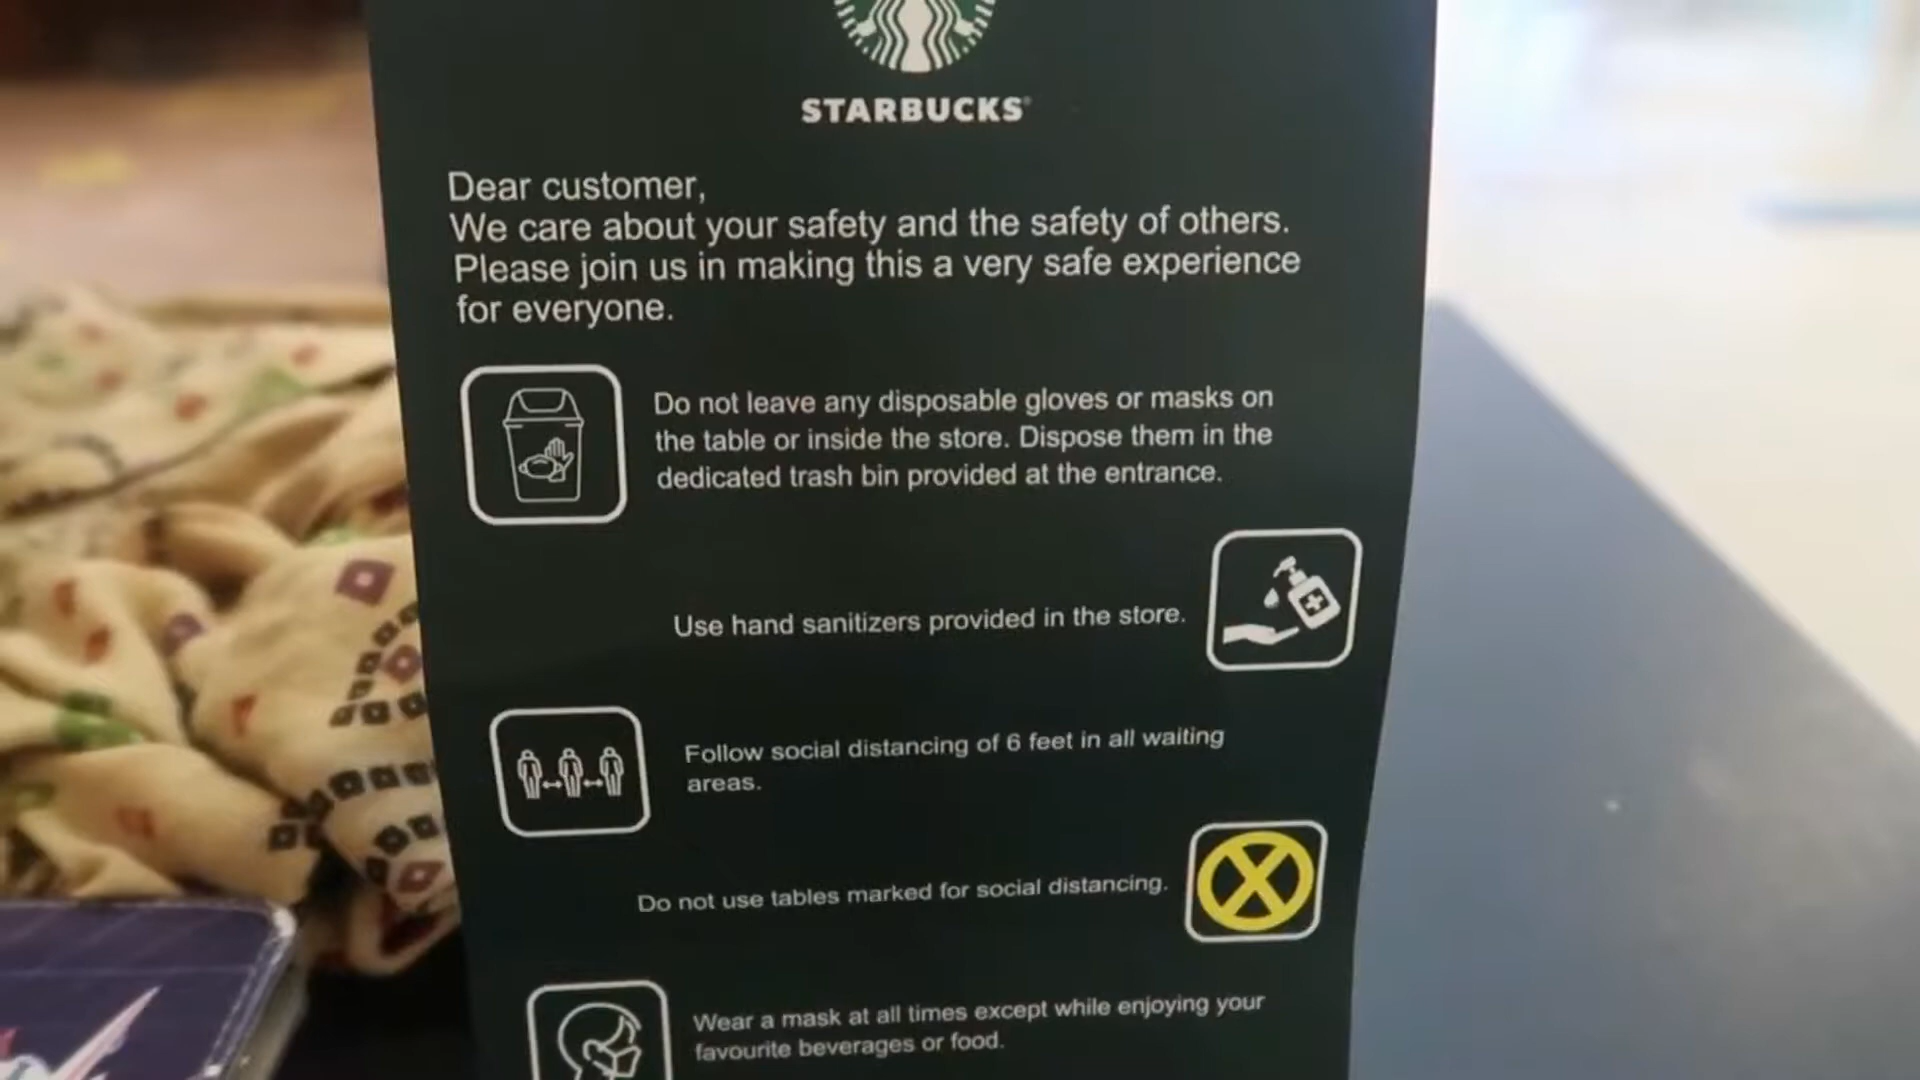 STARBUCKS®
Dear customer,
We care about your safety and the safety of others.
Please join us in making this a very safe experience
for everyone.
Do not leave any disposable gloves or masks on
the table or inside the store. Dispose them in the
dedicated trash bin provided at the entrance.
Use hand sanitizers provided in the store.
Follow social distancing of 6 feet in all waiting
areas.
Do not use tables marked for social distancing.
Wear a mask at all times except while enjoying your
favourite beverages or food.